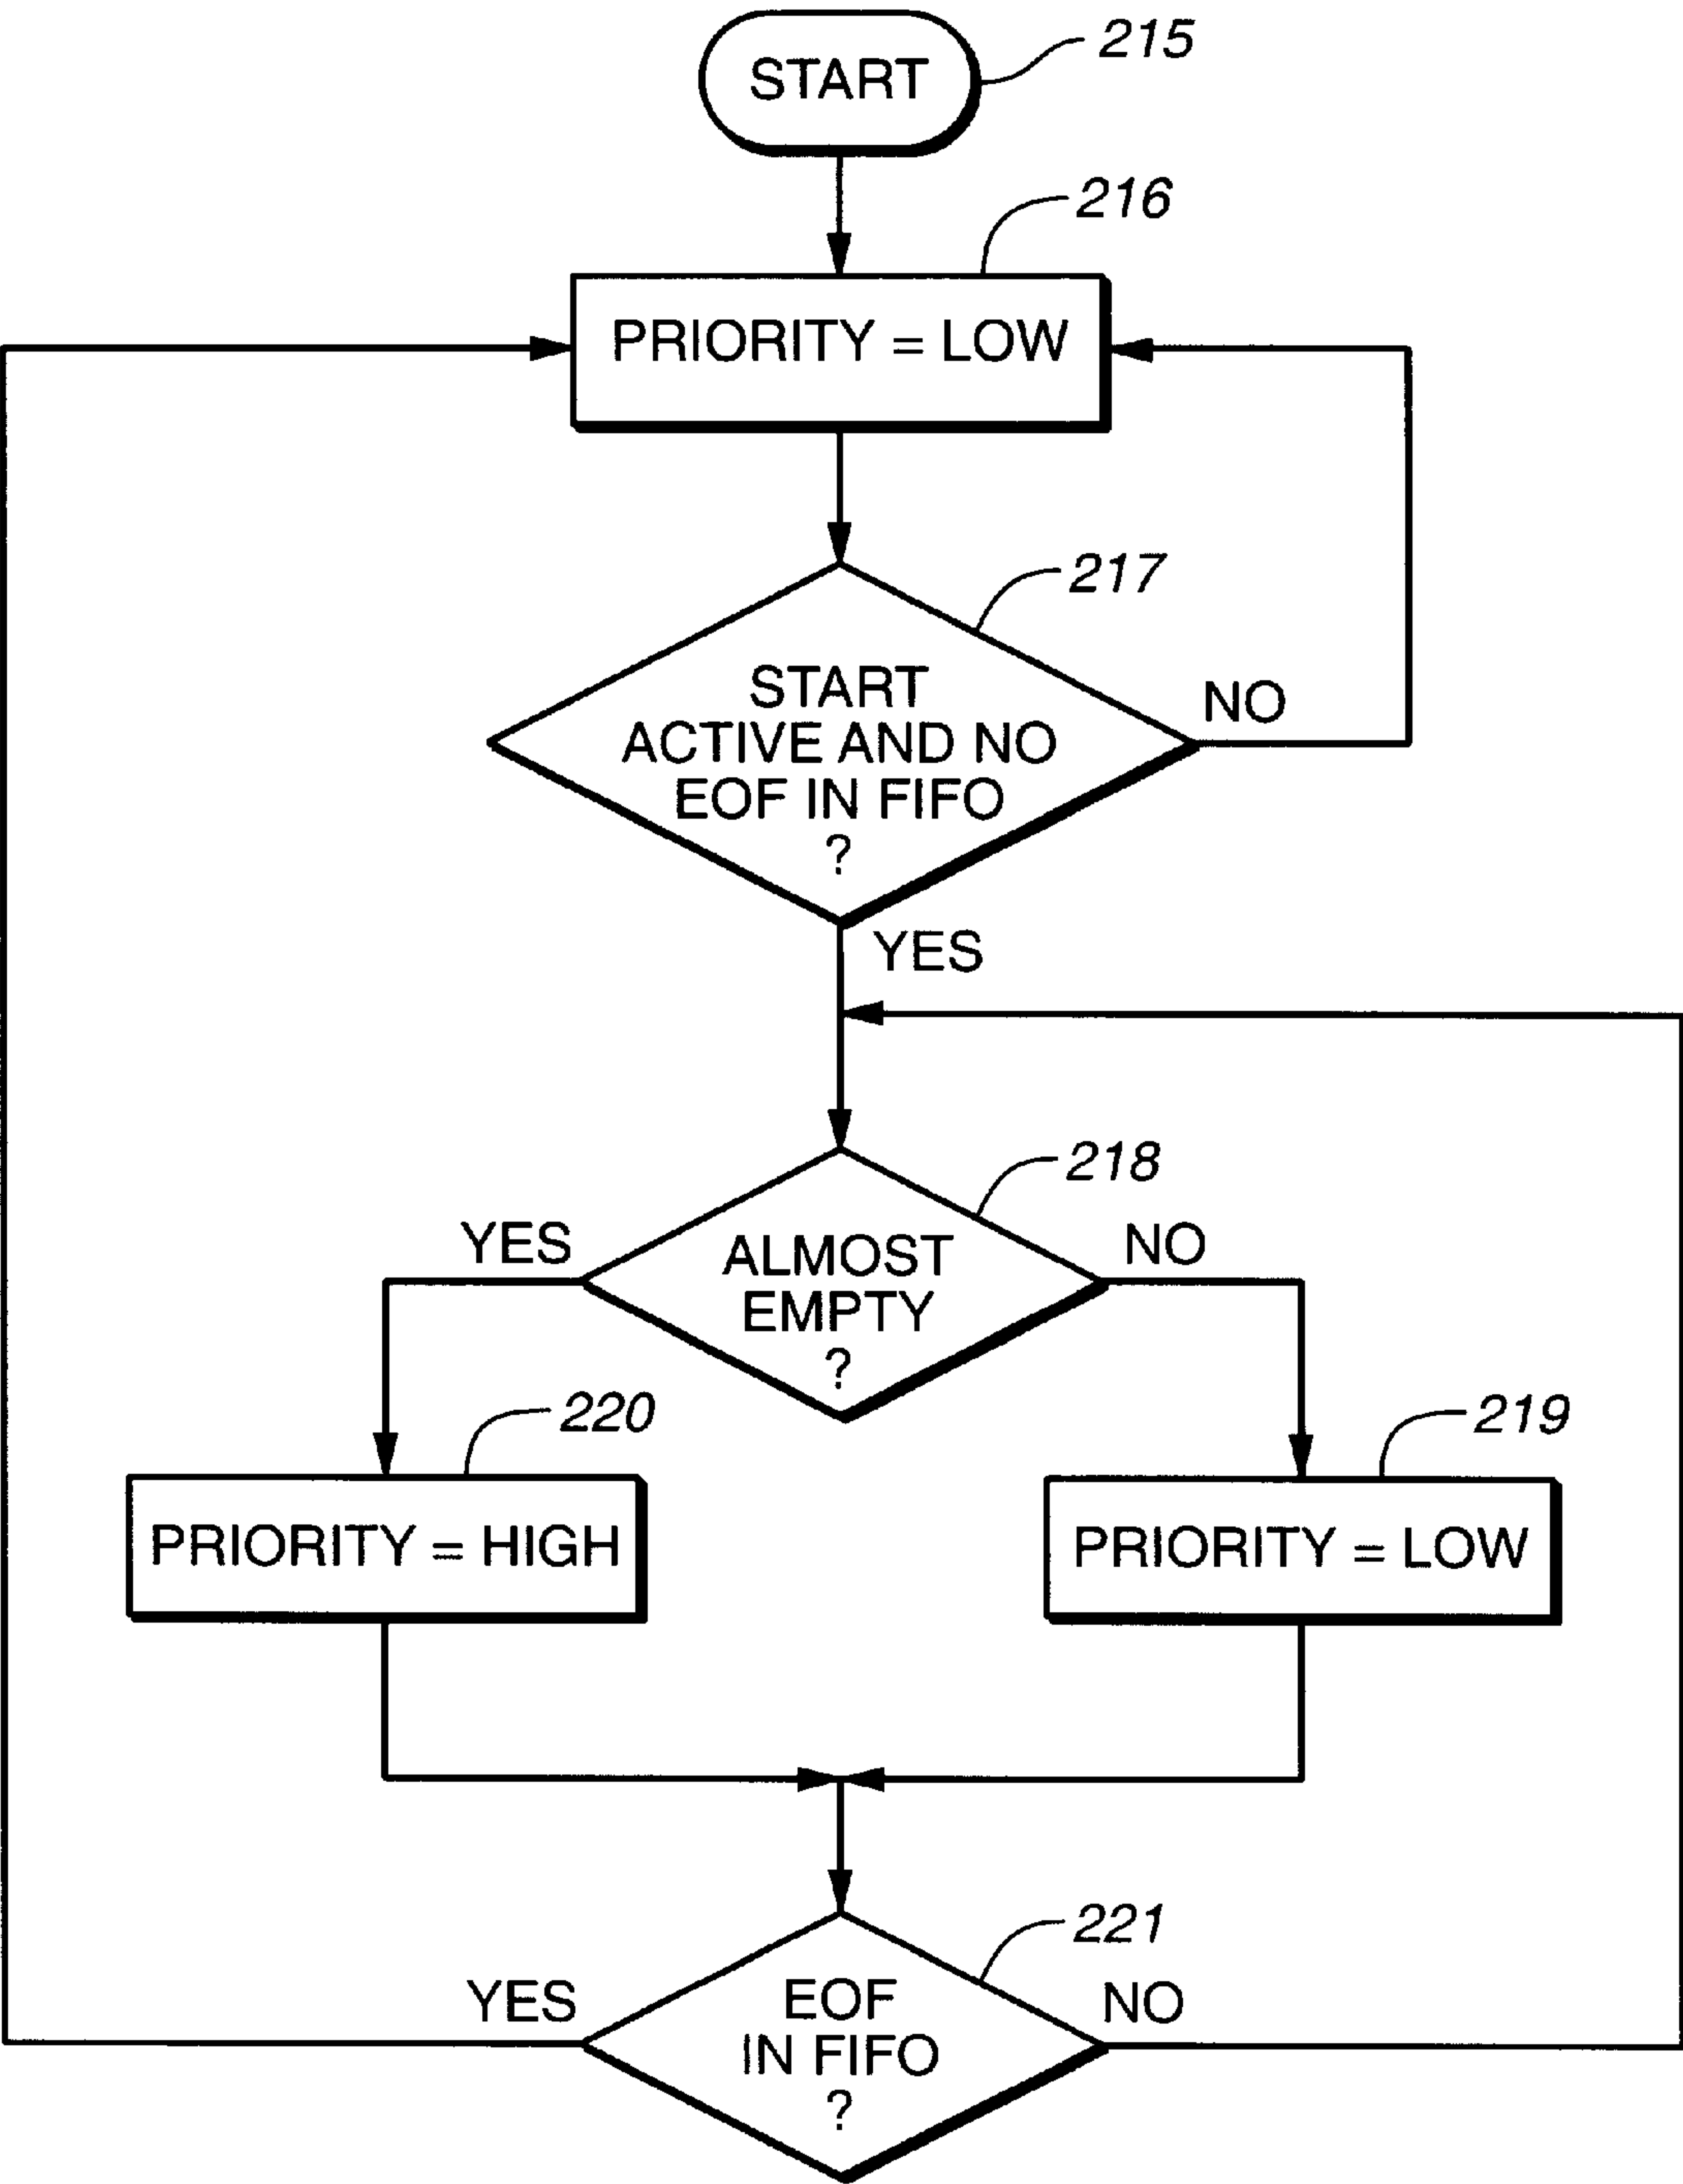 START
215
216
PRIORITY = LOW
217
START
ACTIVE AND NO
EOF IN FIFO
?
NO
YES
218
YES
NO
ALMOST
EMPTY
?
220
219
PRIORITY = HIGH
PRIORITY = LOW
221
YES
NO
EOF
IN FIFO
?